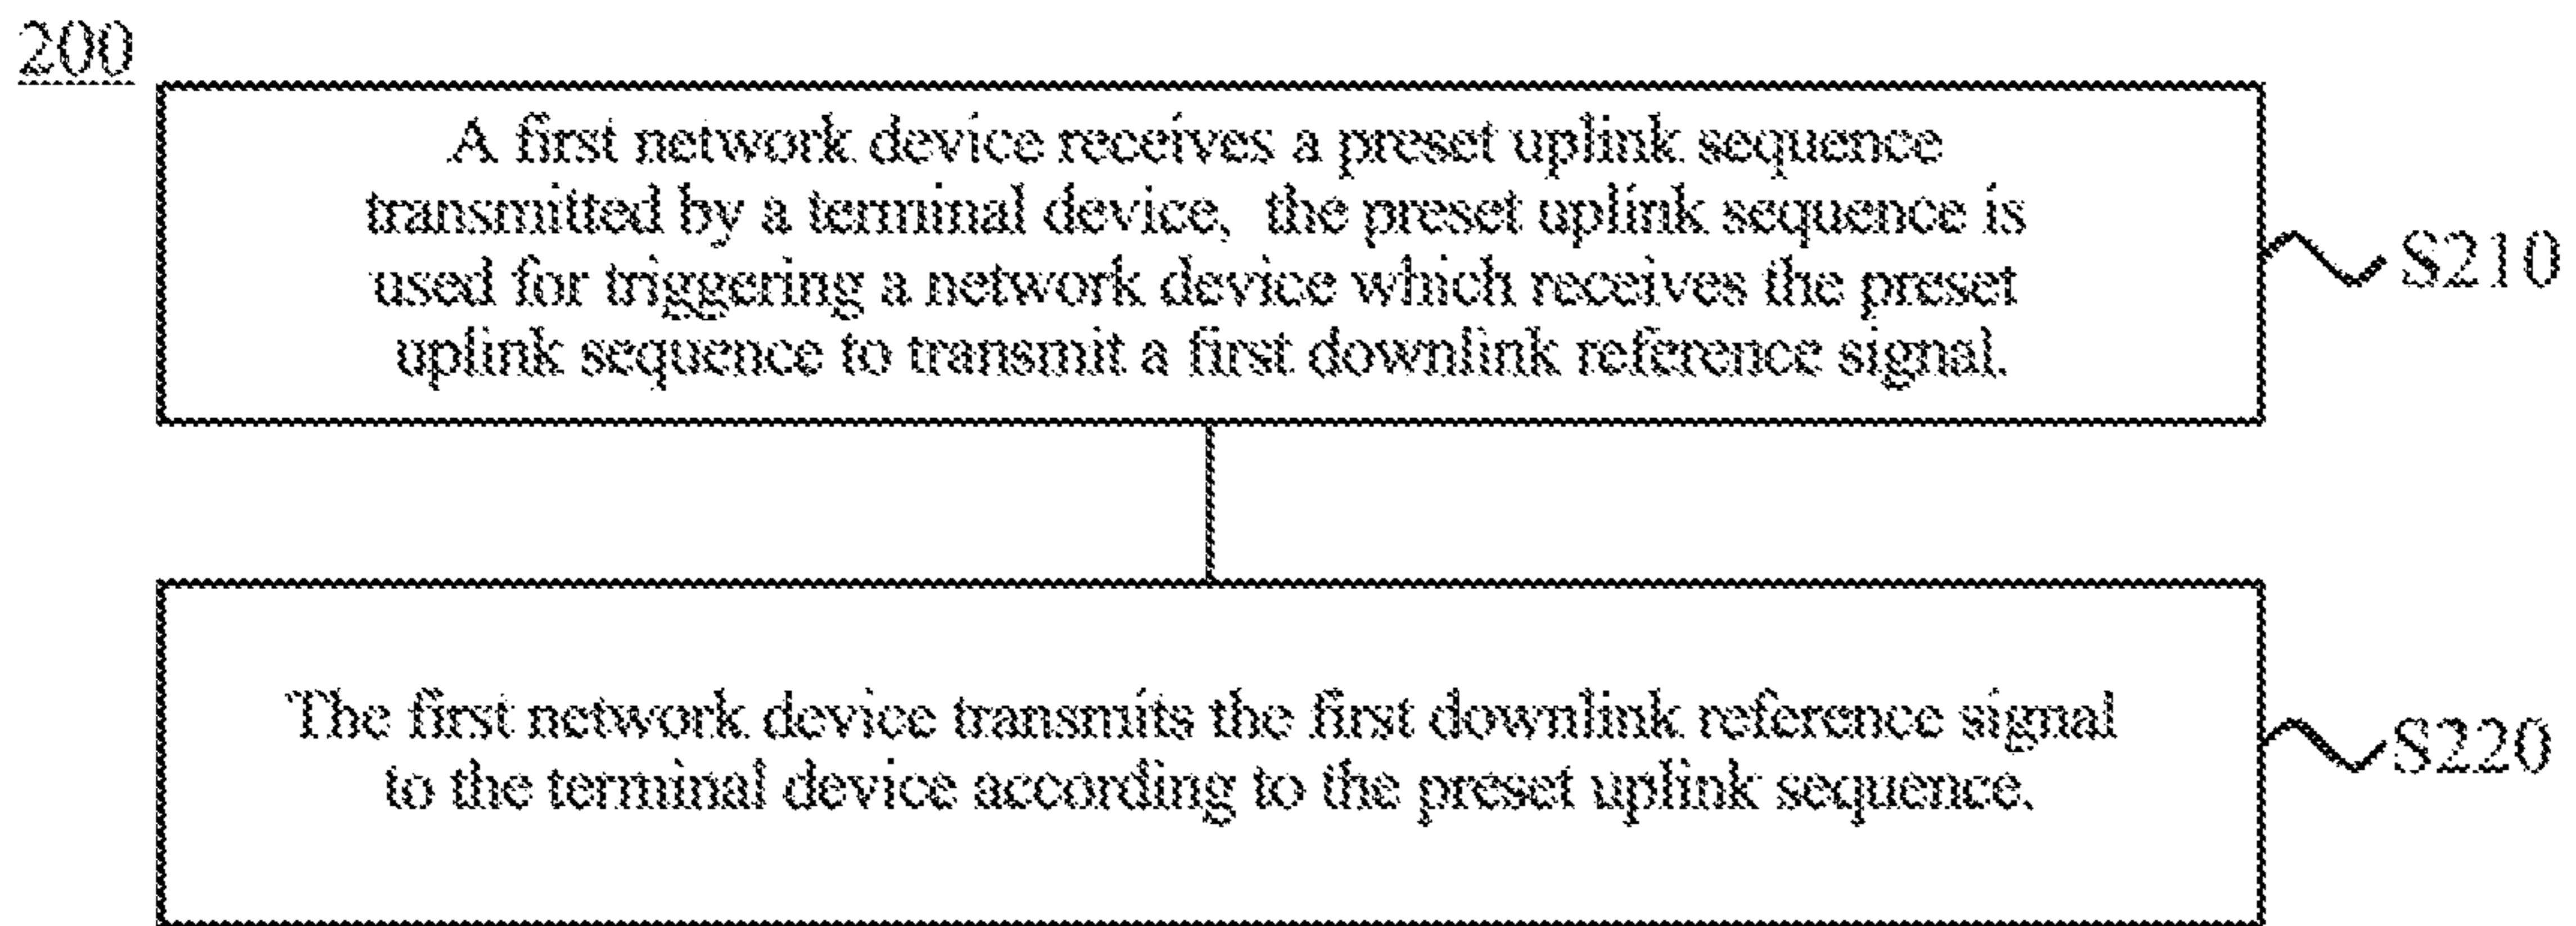 200
A first network device receives a preset uplink sequence
transmitted by a terminal device, the preset uplink sequence is
used for triggering a network device which receives the preset
uplink sequence to transmit a first downlink reference signal.
S210
The first network device transmits the first downlink reference signal
to the terminal device according to the preset uplink sequence.
S220